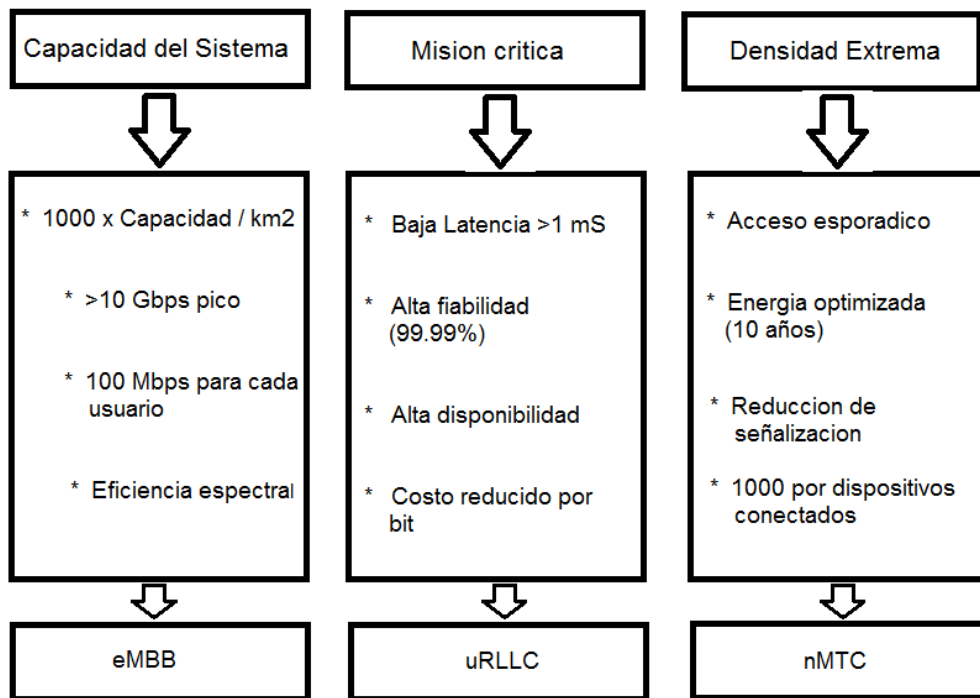 Capacidad del Sistema
* 1000 x Capacidad / km2
* >10 Gbps pico
* 100 Mbps para cada
usuario
* Eficiencia espectral
eMBB
Mision critica
* Baja Latencia >1 mS
* Alta fiabilidad
(99.99%)
* Alta disponibilidad
* Costo reducido por
bit
uRLLC
Densidad Extrema
* Acceso esporadico
* Energia optimizada
(10 años)
* Reduccion de
señalizacion
* 1000 por dispositivos
conectados
nMTC